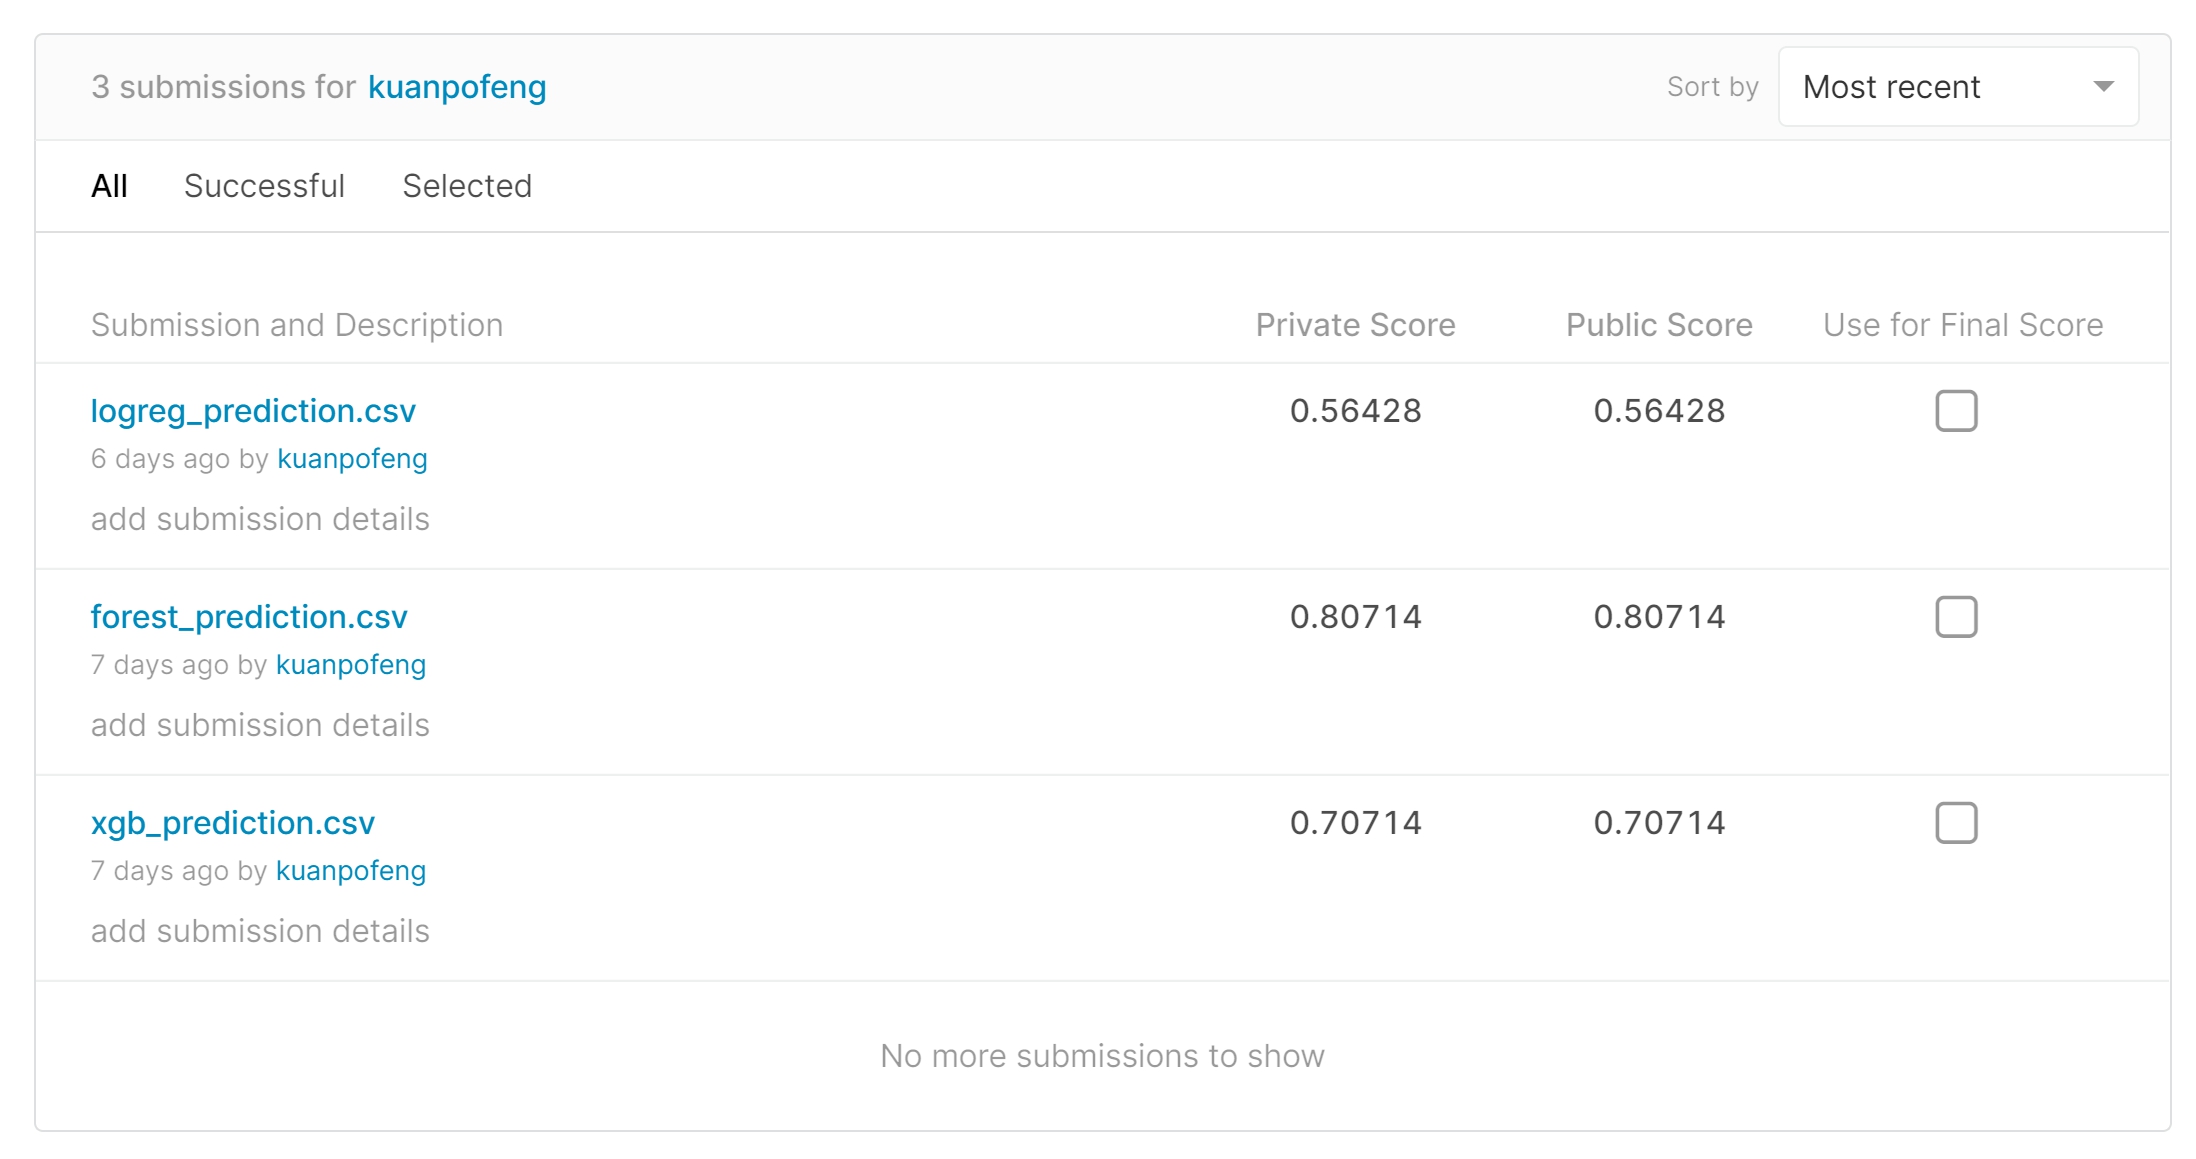 3 submissions for kuanpofeng
Sort by Most recent
All Successful Selected
Submission and Description Private Score Public Score Use for Final Score
logreg_prediction.csv 0.56428 0.56428
6 days ago by kuanpofeng
add submission details
forest_prediction.csv 0.80714 0.80714
7 days ago by kuanpofeng
add submission details
xgb_prediction.csv 0.70714 0.70714
7 days ago by kuanpofeng
add submission details
No more submissions to show